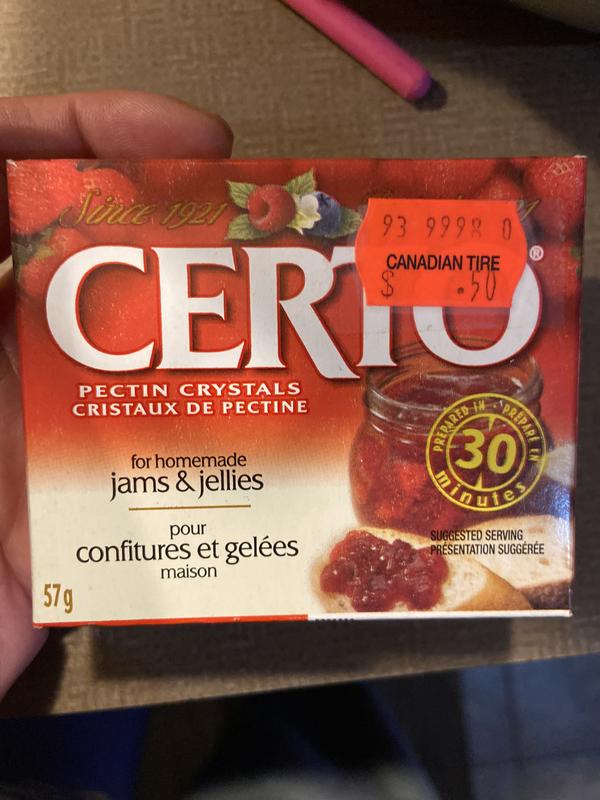 Since 1921
93 9998 0
CANADIAN TIRE
$ .50
CERTO®
PECTIN CRYSTALS
CRISTAUX DE PECTINE
for homemade
jams & jellies
pour
confitures et gelées
maison
PREPARED IN • PRÉPARÉ EN
30
minutes
SUGGESTED SERVING
PRÉSENTATION SUGGÉRÉE
57 g